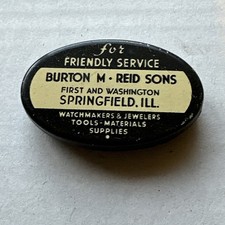 for
FRIENDLY SERVICE
BURTON M · REID SONS
FIRST AND WASHINGTON
SPRINGFIELD, ILL.
WATCHMAKERS & JEWELERS
TOOLS - MATERIALS
SUPPLIES